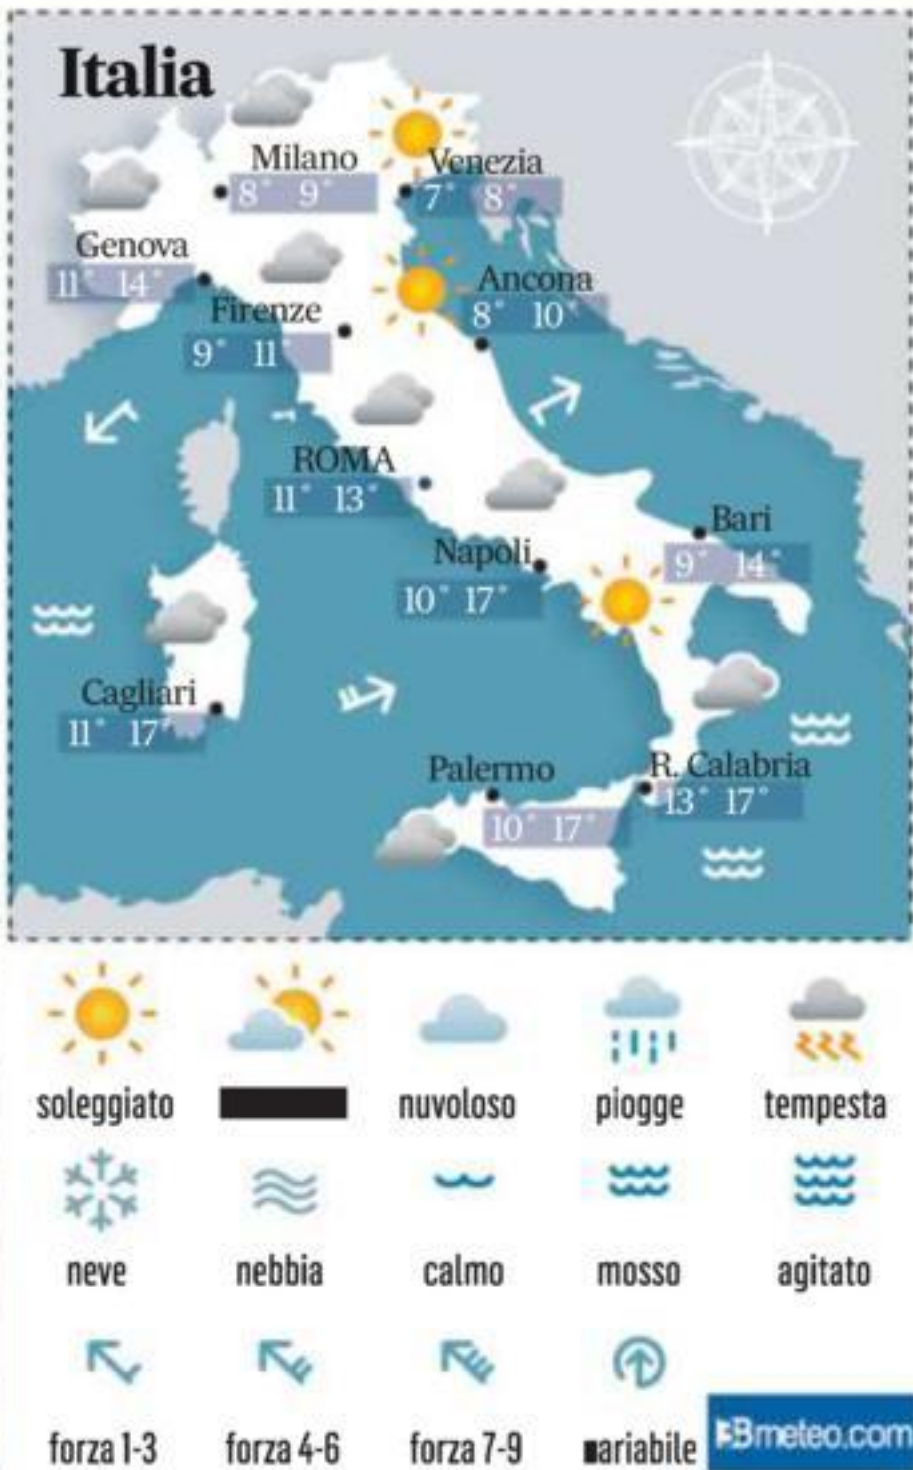 Italia
Milano
8° 9°
Venezia
7° 8°
Genova
11° 14°
Ancona
8° 10°
Firenze
9° 11°
ROMA
11° 13°
Bari
9° 14°
Napoli
10° 17°
Cagliari
11° 17°
Palermo
10° 17°
R. Calabria
13° 17°
soleggiato nuvoloso piogge tempesta
neve nebbia calmo mosso agitato
forza 1-3 forza 4-6 forza 7-9 ariabile
3Bmeteo.com